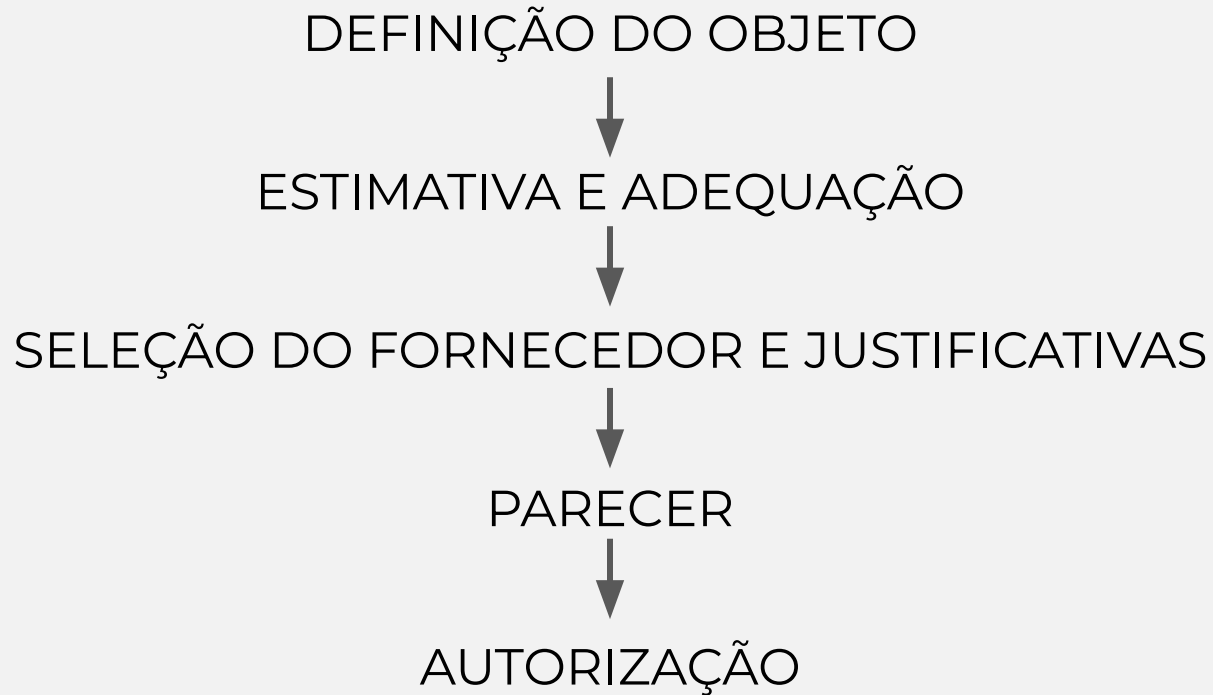 DEFINIÇÃO DO OBJETO
ESTIMATIVA E ADEQUAÇÃO
SELEÇÃO DO FORNECEDOR E JUSTIFICATIVAS
PARECER
AUTORIZAÇÃO